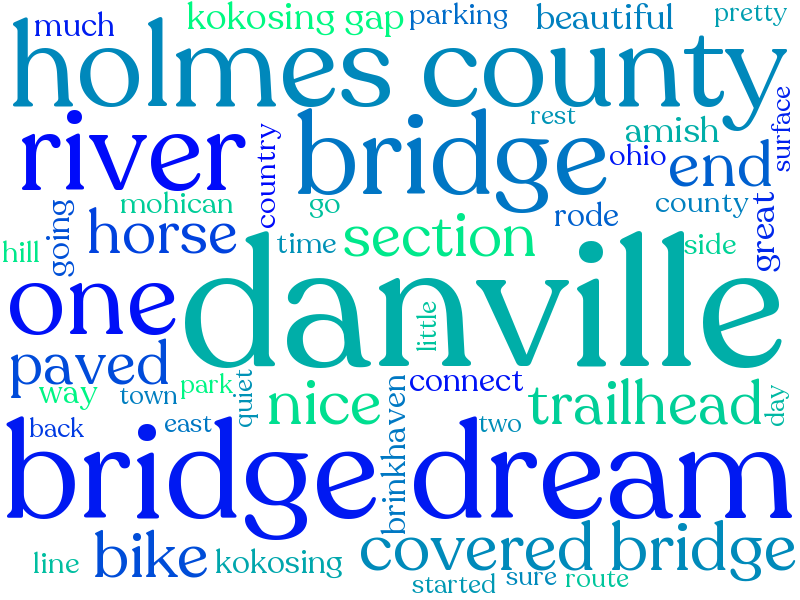 much
kokosing gap
parking
beautiful
pretty
holmes county
river
country
bridge
rest
amish
ohio
end
surface
mohican
go
rode
county
great
going
horse
time
section
side
hill
one
danville
little
paved
way
town
park
quiet
nice
connect
trailhead
day
back
east
brinkhaven
two
bridge dream
line
bike
kokosing
covered bridge
started
sure
route